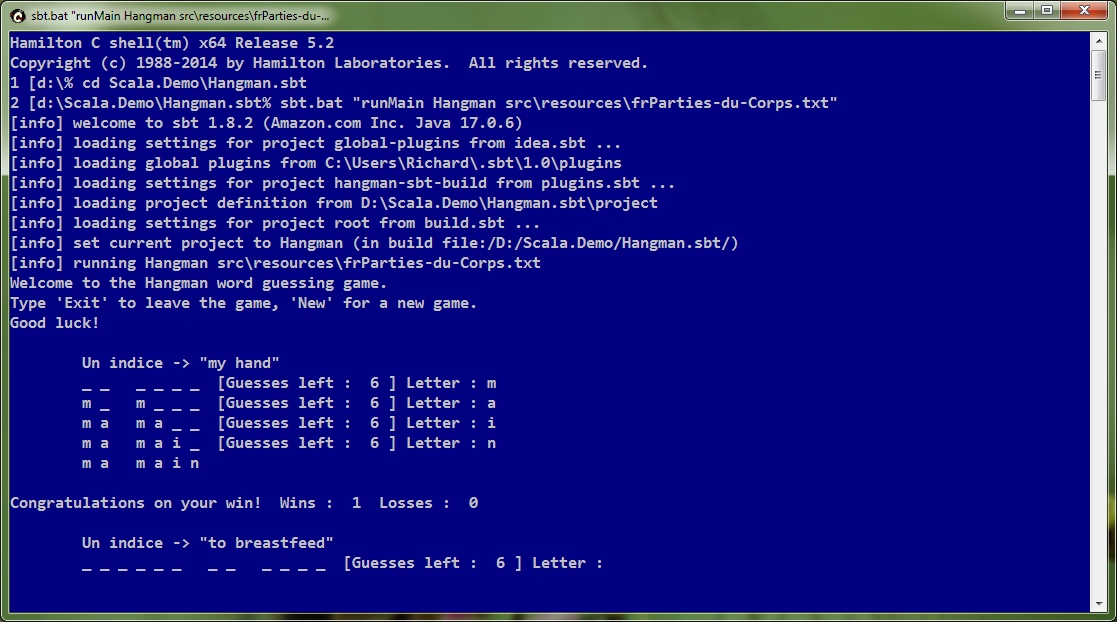 sbt.bat "runMain Hangman src\resources\frParties-du-...
Hamilton C shell(tm) x64 Release 5.2
Copyright (c) 1988-2014 by Hamilton Laboratories.  All rights reserved.
1 [d:\% cd Scala.Demo\Hangman.sbt
2 [d:\Scala.Demo\Hangman.sbt% sbt.bat "runMain Hangman src\resources\frParties-du-Corps.txt"
[info] welcome to sbt 1.8.2 (Amazon.com Inc. Java 17.0.6)
[info] loading settings for project global-plugins from idea.sbt ...
[info] loading global plugins from C:\Users\Richard\.sbt\1.0\plugins
[info] loading settings for project hangman-sbt-build from plugins.sbt ...
[info] loading project definition from D:\Scala.Demo\Hangman.sbt\project
[info] loading settings for project root from build.sbt ...
[info] set current project to Hangman (in build file:/D:/Scala.Demo/Hangman.sbt/)
[info] running Hangman src\resources\frParties-du-Corps.txt
Welcome to the Hangman word guessing game.
Type 'Exit' to leave the game, 'New' for a new game.
Good luck!
Un indice -> "my hand"
_ _   _ _ _ _  [Guesses left :  6 ] Letter : m
m _   m _ _ _  [Guesses left :  6 ] Letter : a
m a   m a _ _  [Guesses left :  6 ] Letter : i
m a   m a i _  [Guesses left :  6 ] Letter : n
m a   m a i n
Congratulations on your win!  Wins :  1  Losses :  0
Un indice -> "to breastfeed"
_ _ _ _ _ _   _ _   _ _ _ _  [Guesses left :  6 ] Letter :